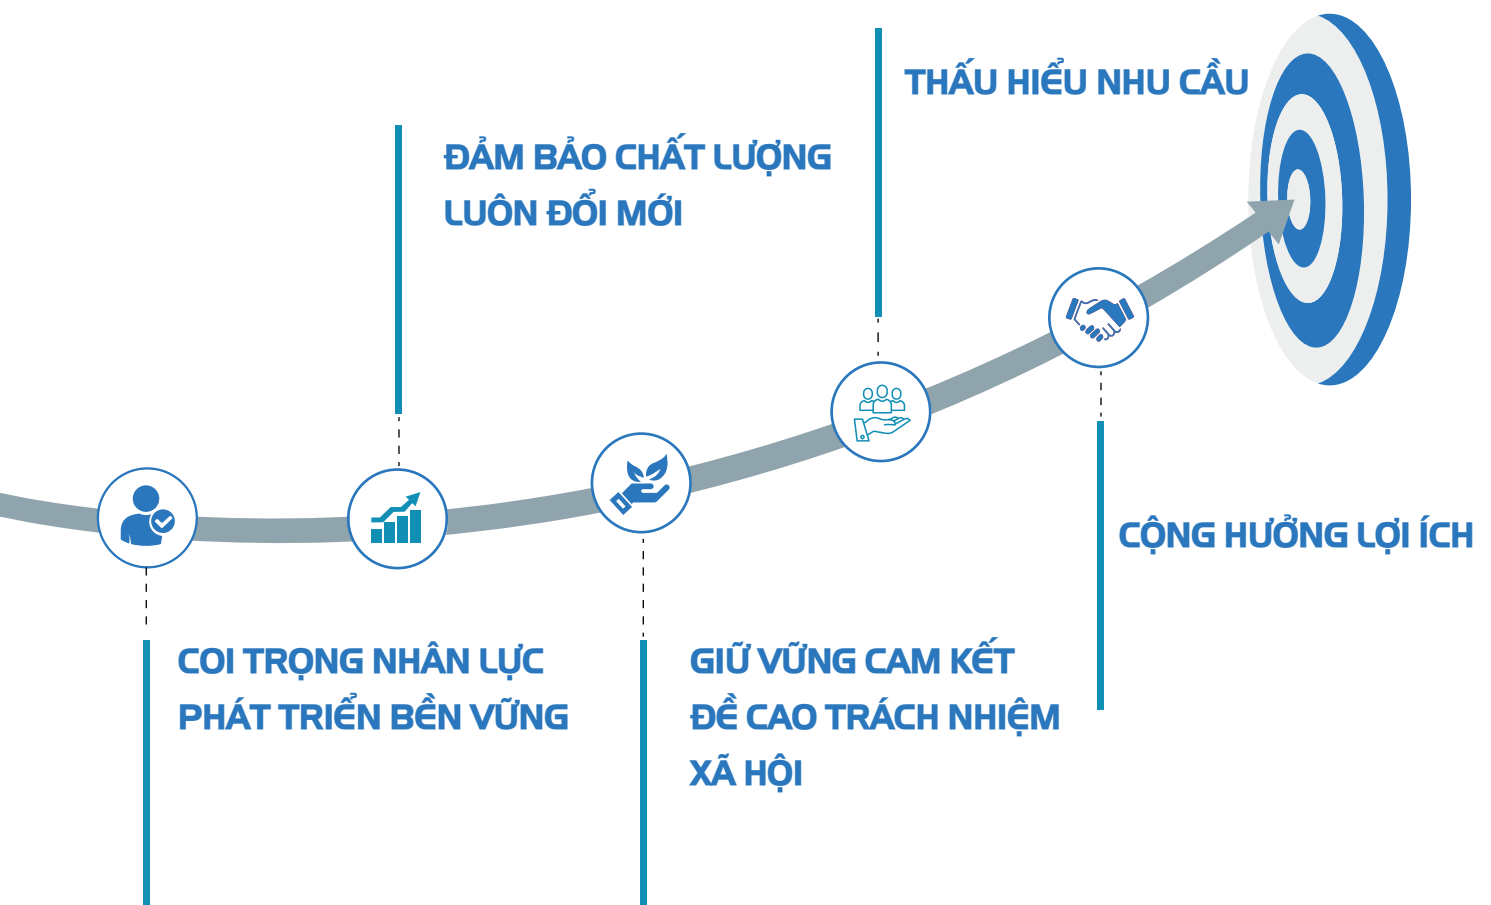 THẤU HIỂU NHU CẦU
ĐẢM BẢO CHẤT LƯỢNG
LUÔN ĐỔI MỚI
CỘNG HƯỞNG LỢI ÍCH
COI TRỌNG NHÂN LỰC
PHÁT TRIỂN BỀN VỮNG
GIỮ VỮNG CAM KẾT
ĐỀ CAO TRÁCH NHIỆM
XÃ HỘI